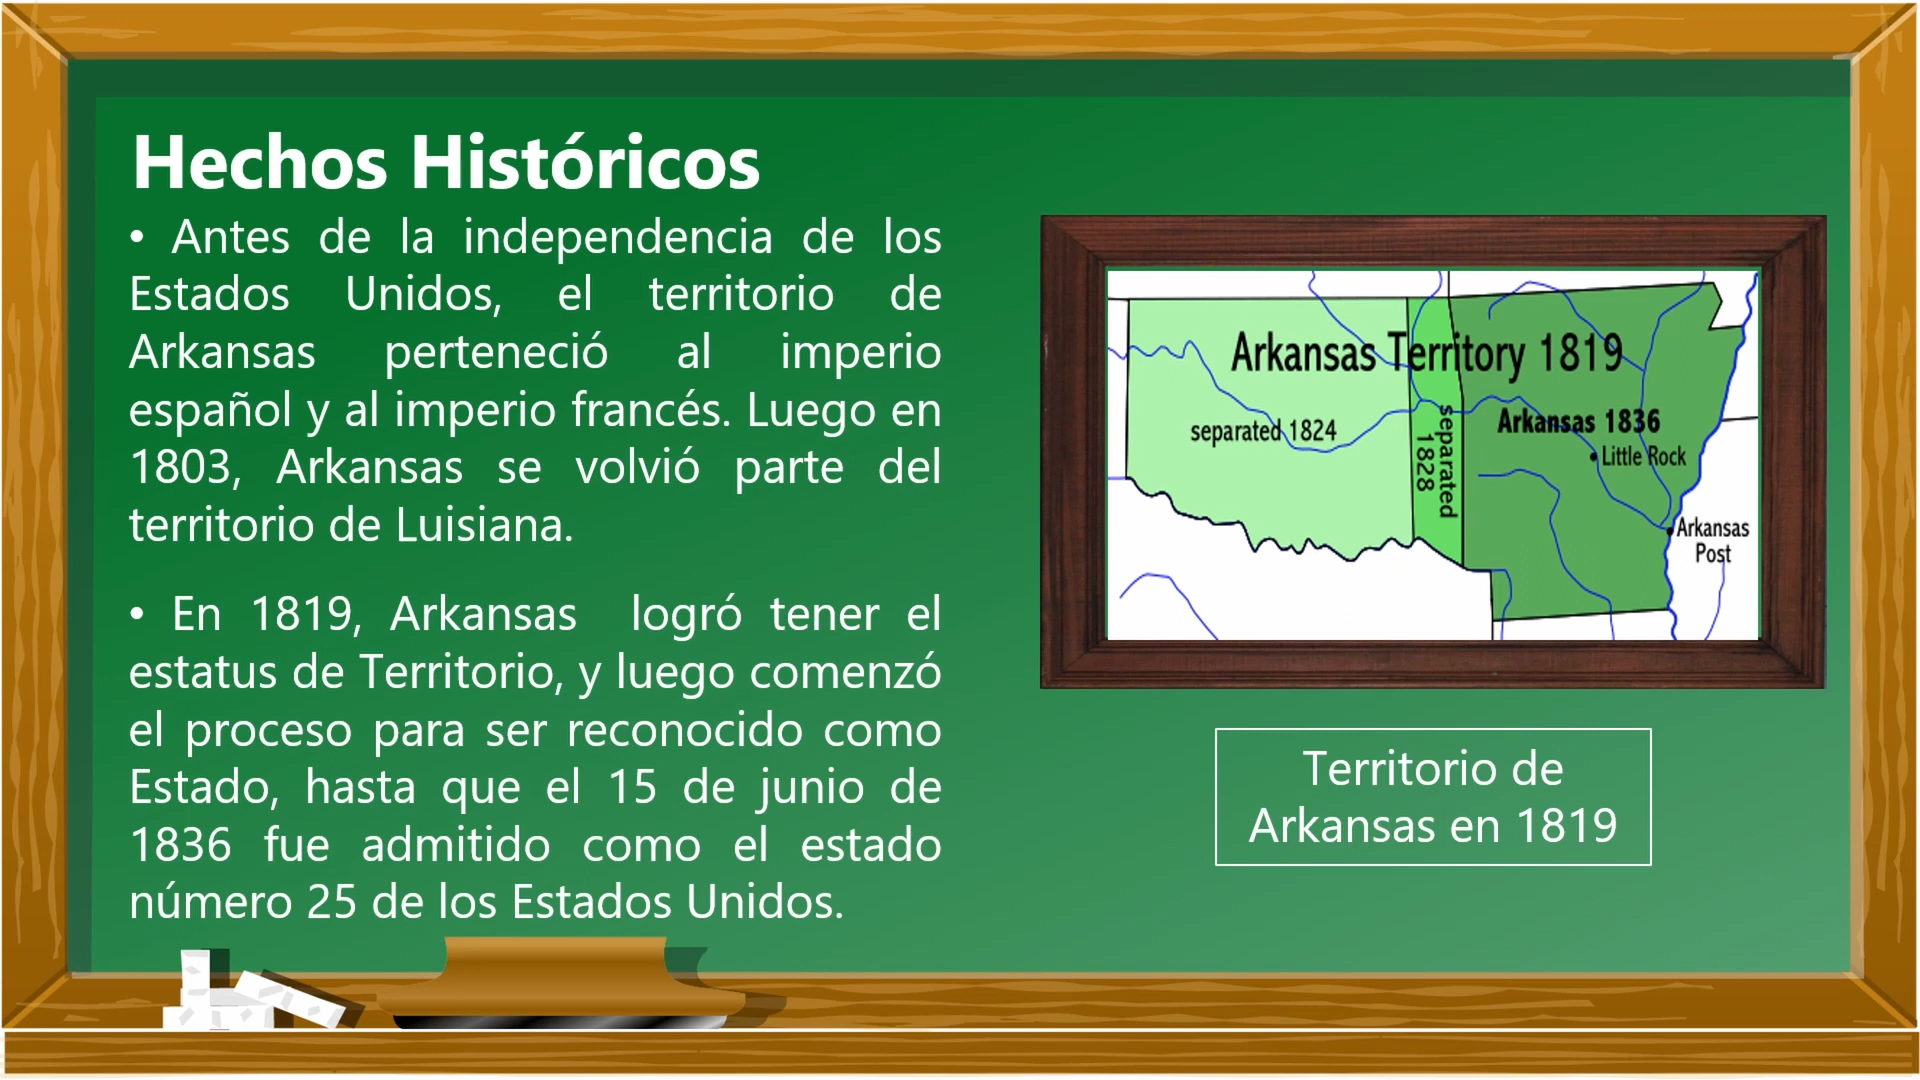 Hechos Históricos
• Antes de la independencia de los
Estados Unidos, el territorio de
Arkansas perteneció al imperio
español y al imperio francés. Luego en
1803, Arkansas se volvió parte del
territorio de Luisiana.
• En 1819, Arkansas logró tener el
estatus de Territorio, y luego comenzó
el proceso para ser reconocido como
Estado, hasta que el 15 de junio de
1836 fue admitido como el estado
número 25 de los Estados Unidos.
Arkansas Territory 1819
separated 1824
separated
1828
Arkansas 1836
Little Rock
Arkansas
Post
Territorio de
Arkansas en 1819